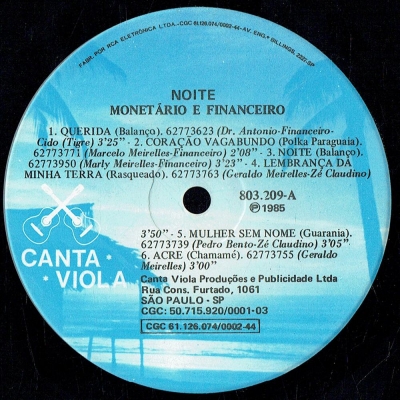 FABR. POR RCA ELETRÔNICA LTDA.-CGC 61.126.074/0002-44-AV. ENGº BILLINGS, 2227-SP
NOITE
MONETÁRIO E FINANCEIRO
1. QUERIDA (Balanço). 62773623 (Dr. Antonio-Financeiro-
Cido (Tigre) 3'25" · 2. CORAÇÃO VAGABUNDO (Polka Paraguaia).
62773771 (Marcelo Meirelles-Financeiro) 2'08" · 3. NOITE (Balanço)
62773950 (Marly Meirelles-Financeiro) 3'23" · 4. LEMBRANÇA DA
MINHA TERRA (Rasqueado). 62773763 (Geraldo Meirelles-Zé Claudino)
803.209-A
℗ 1985
3'50" · 5. MULHER SEM NOME (Guarania).
62773739 (Pedro Bento-Zé Claudino) 3'05"
· 6. ACRE (Chamamé). 62773755 (Geraldo
Meirelles) 3'00"
CANTA
· VIOLA
Canta Viola Produções e Publicidade Ltda
Rua Cons. Furtado, 1061
SÃO PAULO · SP
CGC: 50.715.920/0001-03
CGC 61.126.074/0002-44